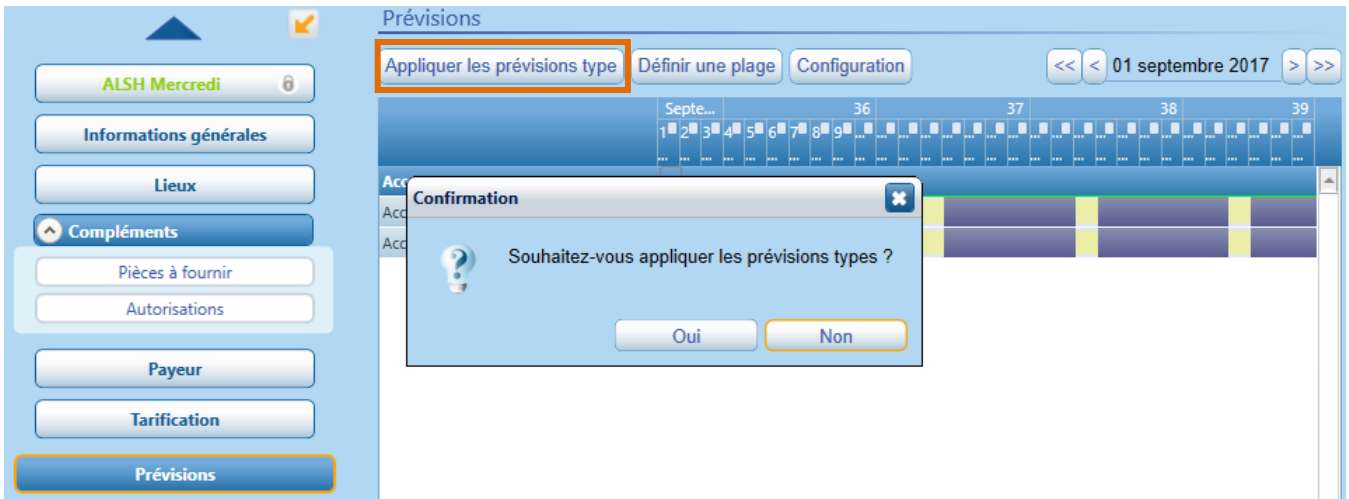 Prévisions
Appliquer les prévisions type Définir une plage Configuration << < 01 septembre 2017 > >>
ALSH Mercredi
Informations générales
Lieux
Compléments
Pièces à fournir
Autorisations
Payeur
Tarification
Prévisions
Septe... 36 37 38 39
1 2 3 4 5 6 7 8 9 ... ... ... ... ... ... ... ... ... ... ... ... ... ... ... ... ... ... ... ... ...
... ... ... ... ... ... ... ... ... ... ... ... ... ... ... ... ... ... ... ... ... ... ... ... ... ... ... ... ... ...
Acc
Acc
Acc
Confirmation
Souhaitez-vous appliquer les prévisions types ?
Oui Non